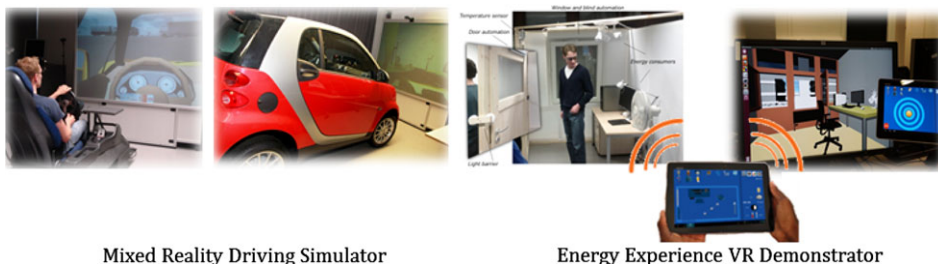 Window and blind automation
Temperature sensor
Door automation
Energy consumers
Light barrier
Mixed Reality Driving Simulator
Energy Experience VR Demonstrator